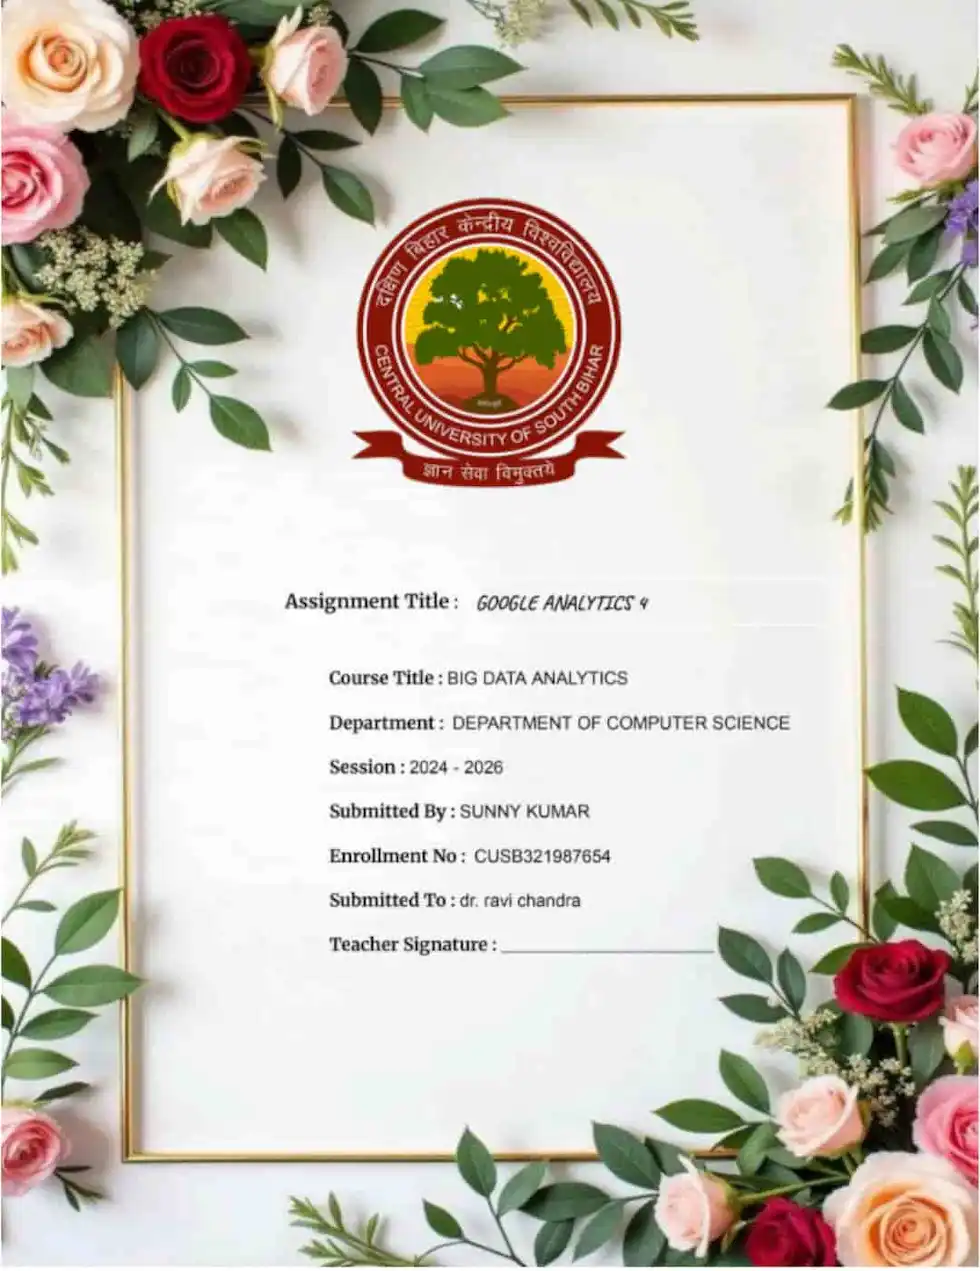 दक्षिण बिहार केन्द्रीय विश्वविद्यालय
CENTRAL UNIVERSITY OF SOUTH BIHAR
ज्ञान सेवा विमुक्तये
Assignment Title : GOOGLE ANALYTICS 4
Course Title : BIG DATA ANALYTICS
Department : DEPARTMENT OF COMPUTER SCIENCE
Session : 2024 - 2026
Submitted By : SUNNY KUMAR
Enrollment No : CUSB321987654
Submitted To : dr. ravi chandra
Teacher Signature :